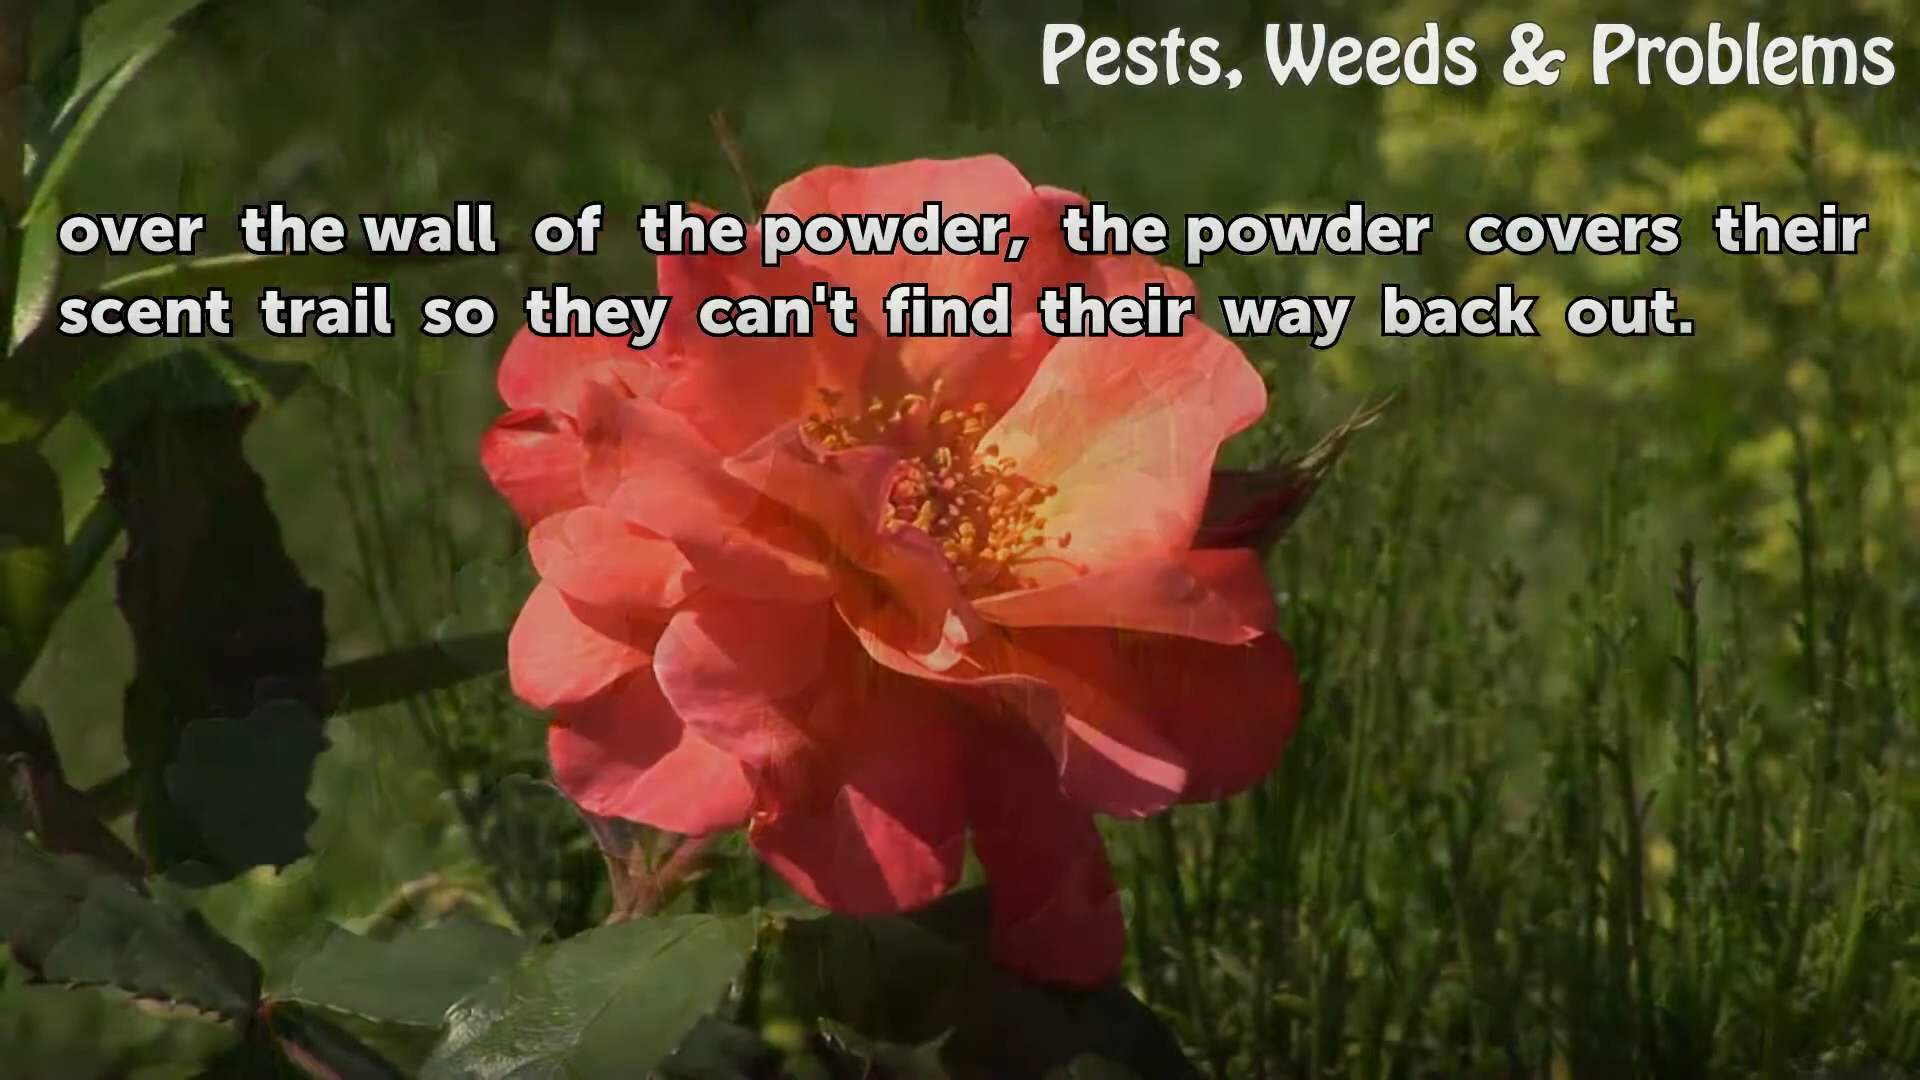 Pests, Weeds & Problems
over the wall of the powder, the powder covers their
scent trail so they can't find their way back out.